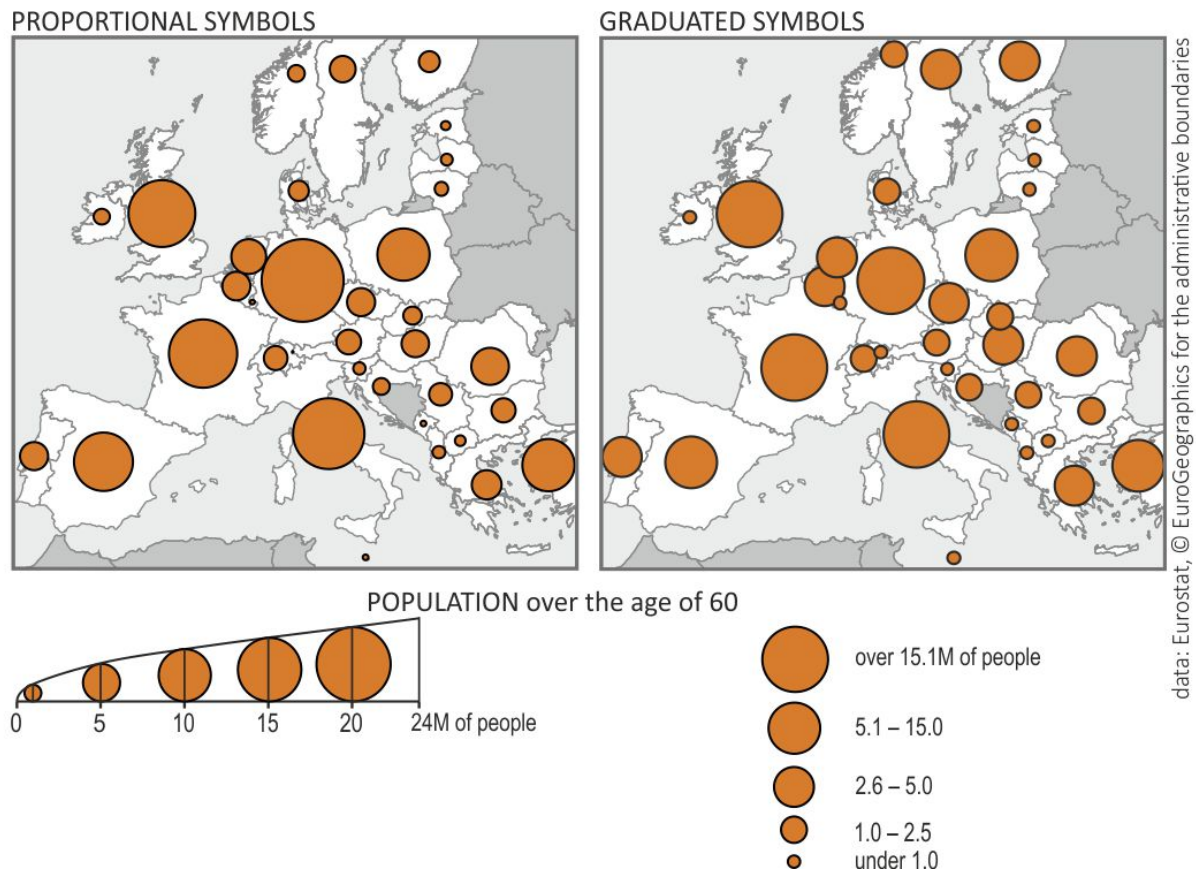 PROPORTIONAL SYMBOLS
GRADUATED SYMBOLS
data: Eurostat, © EuroGeographics for the administrative boundaries
POPULATION over the age of 60
0 5 10 15 20 24M of people
over 15.1M of people
5.1 – 15.0
2.6 – 5.0
1.0 – 2.5
under 1.0